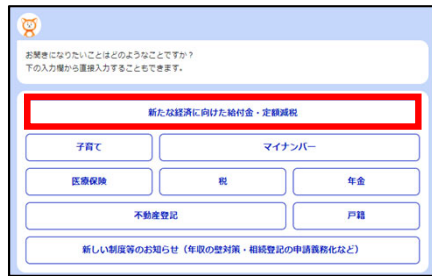 お聞きになりたいことはどのようなことですか？
下の入力欄から直接入力することもできます。
新たな経済に向けた給付金・定額減税
子育て
マイナンバー
医療保険
税
年金
不動産登記
戸籍
新しい制度等のお知らせ（年収の壁対策・相続登記の申請義務化など）